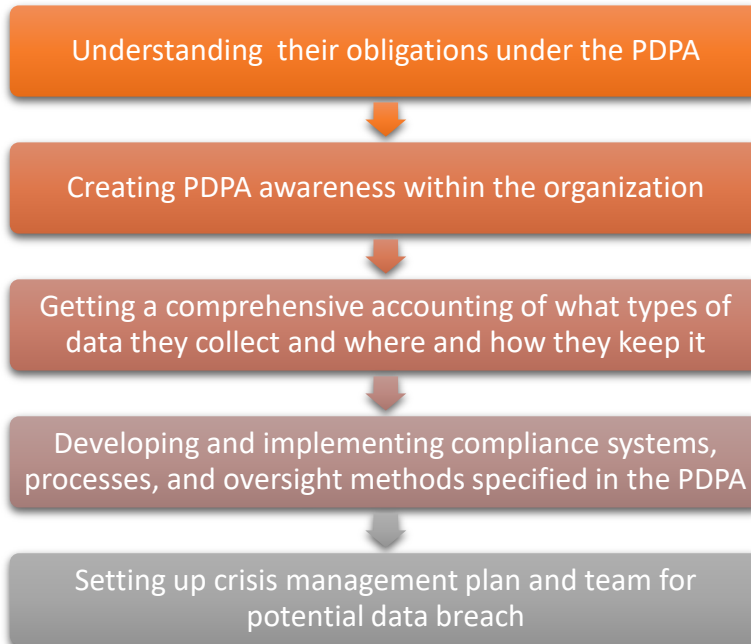 Understanding  their obligations under the PDPA
Creating PDPA awareness within the organization
Getting a comprehensive accounting of what types of
data they collect and where and how they keep it
Developing and implementing compliance systems,
processes, and oversight methods specified in the PDPA
Setting up crisis management plan and team for
potential data breach